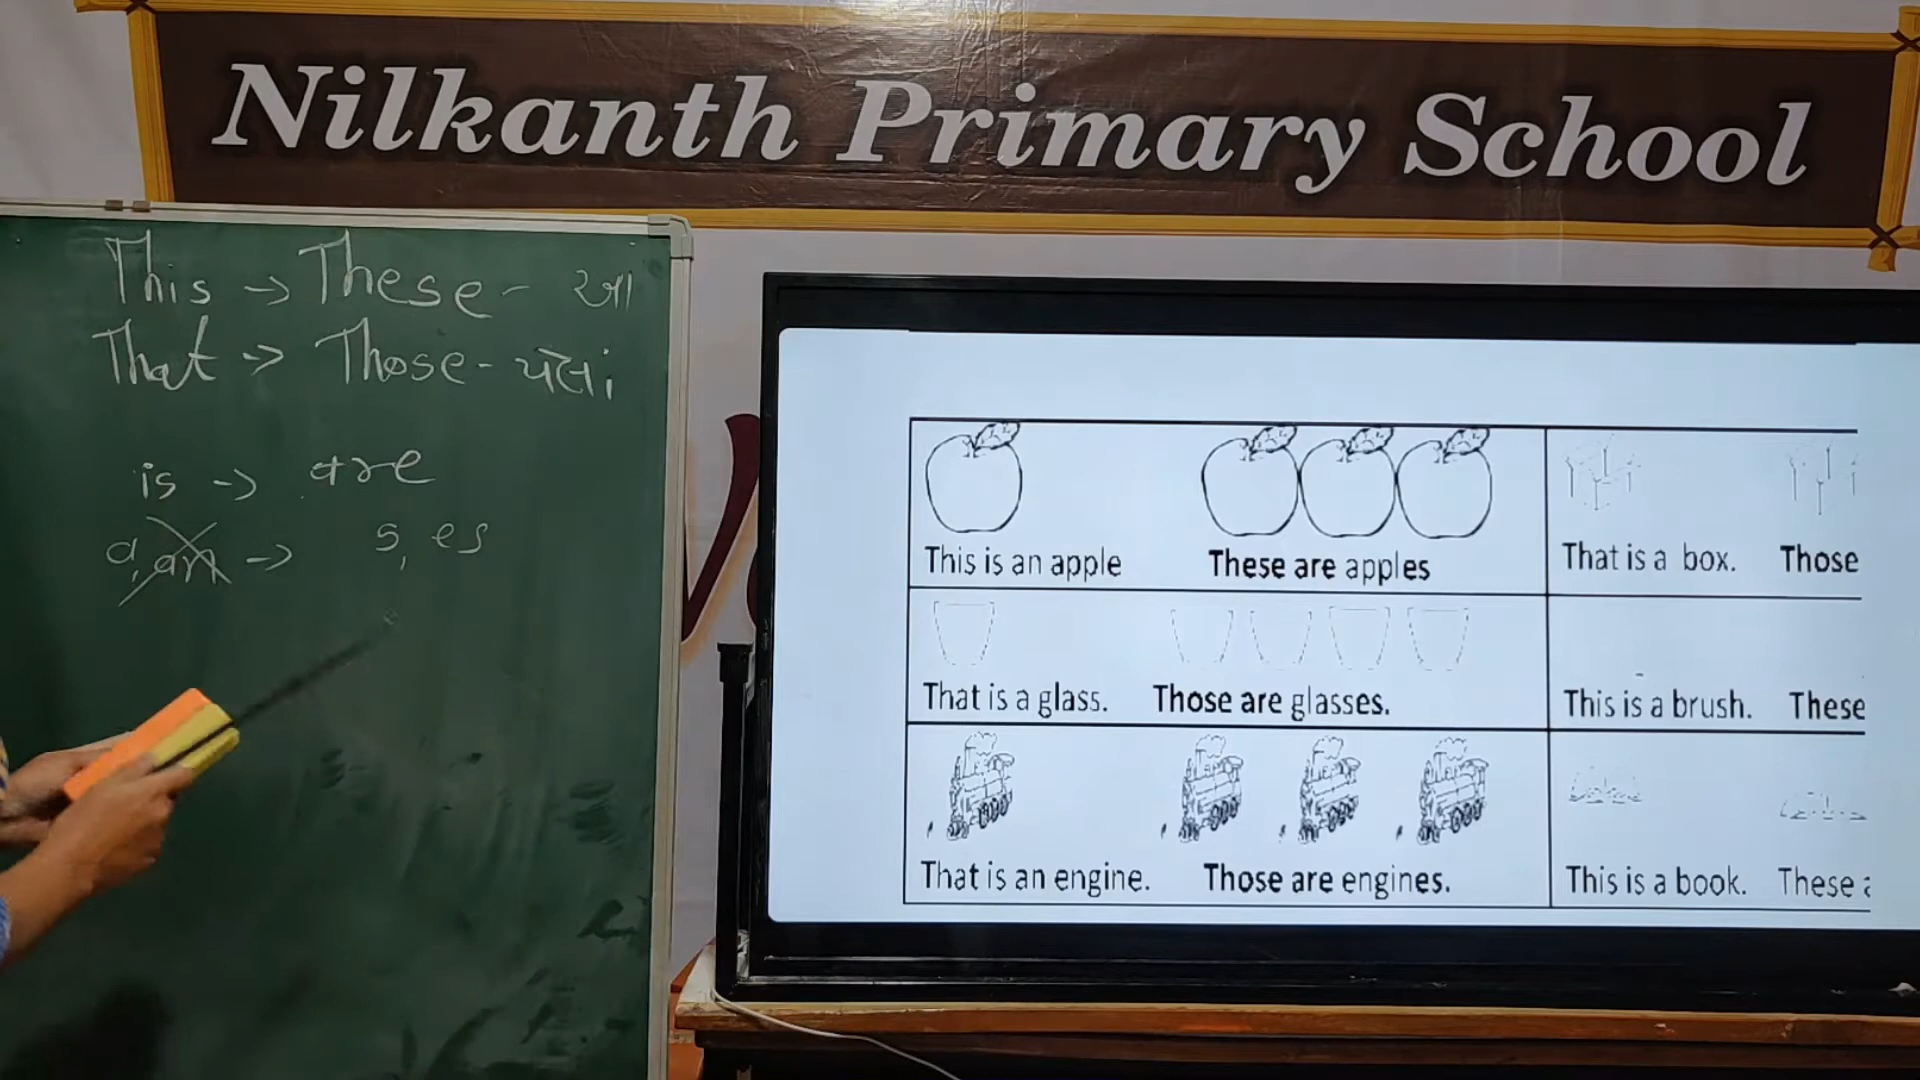 Nilkanth Primary School
This → These - આ
That → Those - પેલાં
is → are
a, an → s, es
This is an apple These are apples
That is a box. Those
That is a glass. Those are glasses.
This is a brush. These
That is an engine. Those are engines.
This is a book. These a